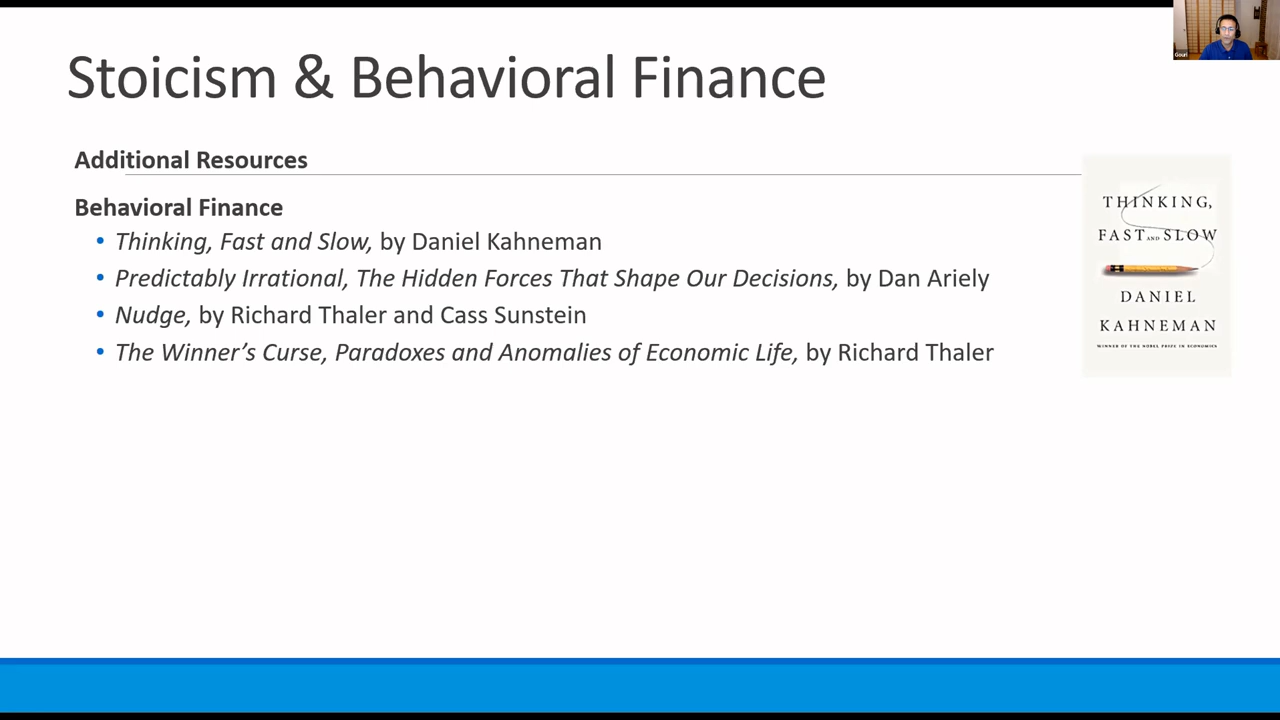 Stoicism & Behavioral Finance
Gouri
Additional Resources
Behavioral Finance
• Thinking, Fast and Slow, by Daniel Kahneman
• Predictably Irrational, The Hidden Forces That Shape Our Decisions, by Dan Ariely
• Nudge, by Richard Thaler and Cass Sunstein
• The Winner’s Curse, Paradoxes and Anomalies of Economic Life, by Richard Thaler
THINKING,
FAST AND SLOW
DANIEL
KAHNEMAN
WINNER OF THE NOBEL PRIZE IN ECONOMICS